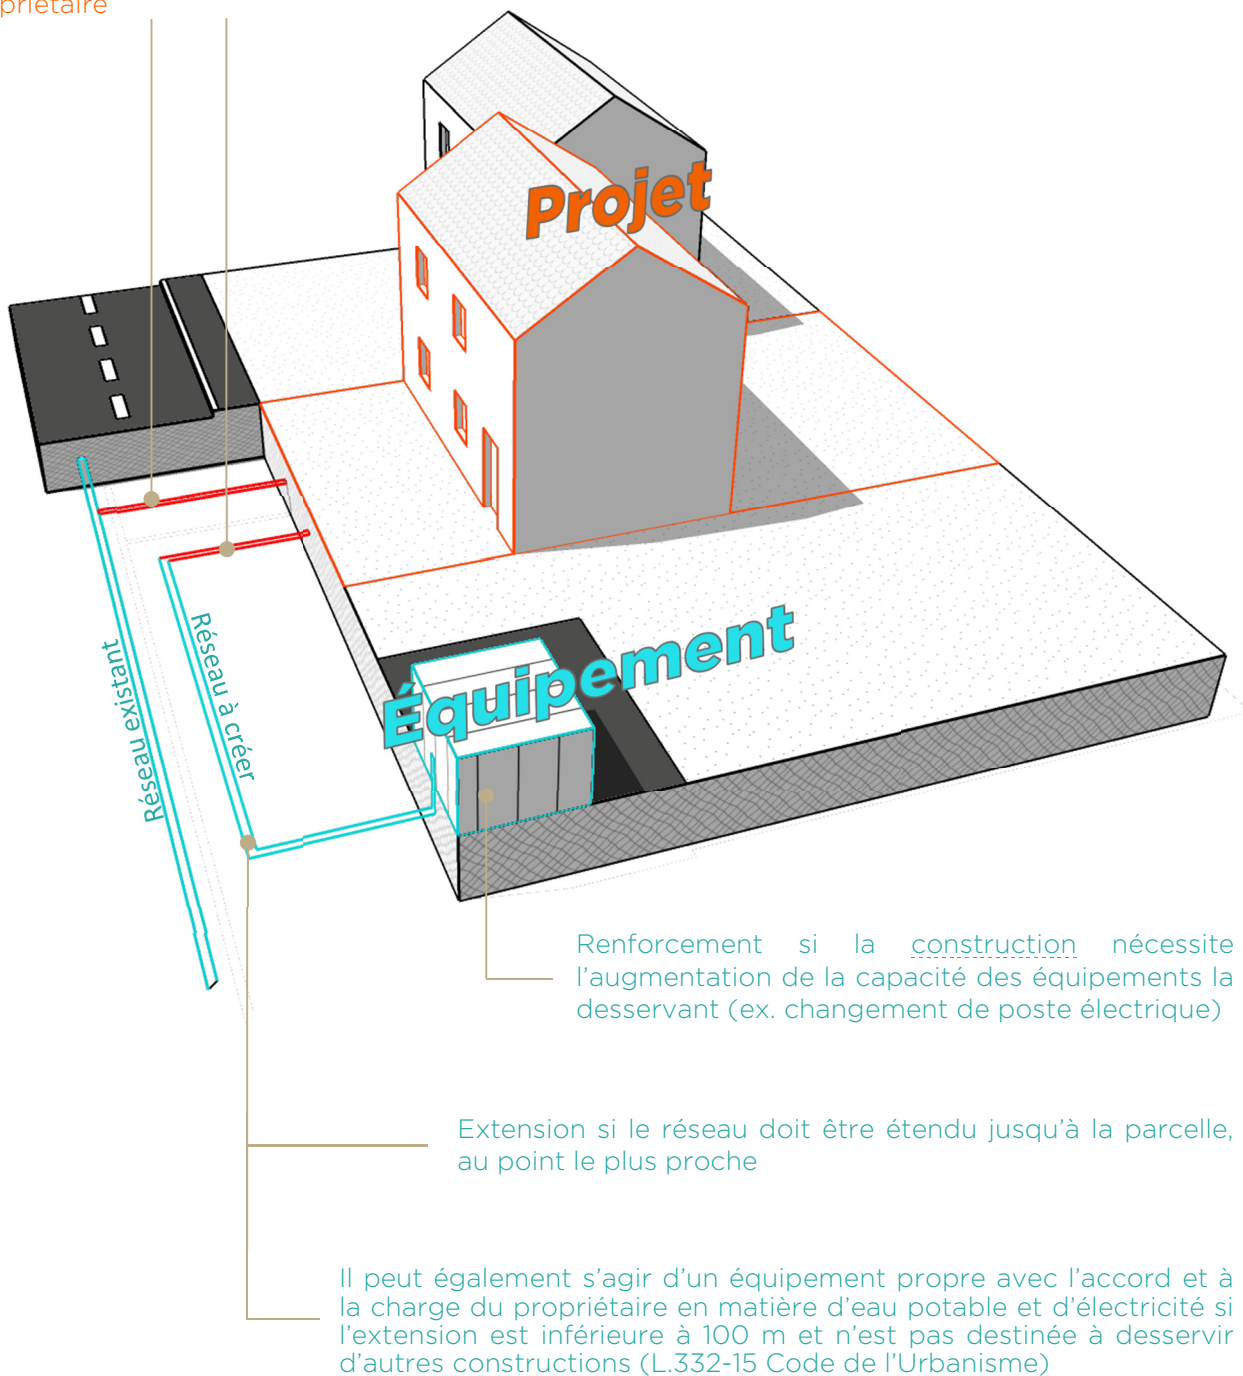 priétaire
Projet
Équipement
Réseau existant
Réseau à créer
Renforcement si la construction nécessite
l'augmentation de la capacité des équipements la
desservant (ex. changement de poste électrique)
Extension si le réseau doit être étendu jusqu'à la parcelle,
au point le plus proche
Il peut également s'agir d'un équipement propre avec l'accord et à
la charge du propriétaire en matière d'eau potable et d'électricité si
l'extension est inférieure à 100 m et n'est pas destinée à desservir
d'autres constructions (L.332-15 Code de l'Urbanisme)